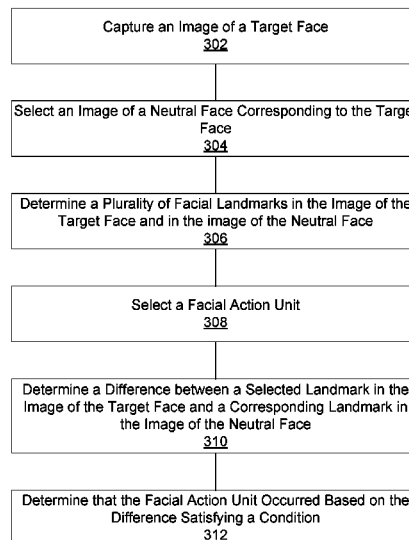 Capture an Image of a Target Face
302
Select an Image of a Neutral Face Corresponding to the Targe
Face
304
Determine a Plurality of Facial Landmarks in the Image of the
Target Face and in the image of the Neutral Face
306
Select a Facial Action Unit
308
Determine a Difference between a Selected Landmark in the
Image of the Target Face and a Corresponding Landmark in
the Image of the Neutral Face
310
Determine that the Facial Action Unit Occurred Based on the
Difference Satisfying a Condition
312